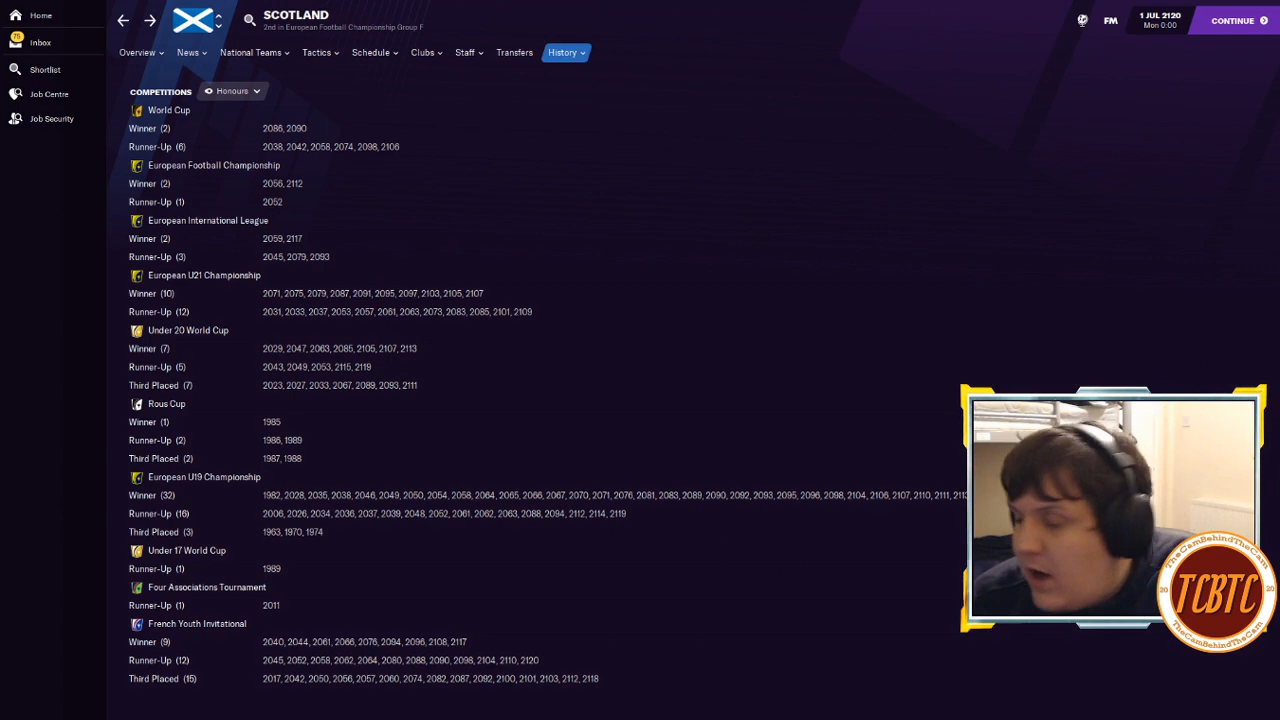 Home
SCOTLAND
2nd in European Football Championship Group F
FM
1 JUL 2120
Mon 0:00
CONTINUE
75
Inbox
Overview
News
National Teams
Tactics
Schedule
Clubs
Staff
Transfers
History
Shortlist
Job Centre
Job Security
COMPETITIONS
Honours
World Cup
Winner (2) 2086, 2090
Runner-Up (6) 2038, 2042, 2058, 2074, 2098, 2106
European Football Championship
Winner (2) 2056, 2112
Runner-Up (1) 2052
European International League
Winner (2) 2059, 2117
Runner-Up (3) 2045, 2079, 2093
European U21 Championship
Winner (10) 2071, 2075, 2079, 2087, 2091, 2095, 2097, 2103, 2105, 2107
Runner-Up (12) 2031, 2033, 2037, 2053, 2057, 2061, 2063, 2073, 2083, 2085, 2101, 2109
Under 20 World Cup
Winner (7) 2029, 2047, 2063, 2085, 2105, 2107, 2113
Runner-Up (5) 2043, 2049, 2053, 2115, 2119
Third Placed (7) 2023, 2027, 2033, 2067, 2089, 2093, 2111
Rous Cup
Winner (1) 1985
Runner-Up (2) 1986, 1989
Third Placed (2) 1987, 1988
European U19 Championship
Winner (32) 1982, 2028, 2035, 2038, 2046, 2049, 2050, 2054, 2058, 2064, 2065, 2066, 2067, 2070, 2071, 2076, 2081, 2083, 2089, 2090, 2092, 2093, 2095, 2096, 2098, 2104, 2106, 2107, 2110, 2111, 2113
Runner-Up (16) 2006, 2026, 2034, 2036, 2037, 2039, 2048, 2052, 2061, 2062, 2063, 2088, 2094, 2112, 2114, 2119
Third Placed (3) 1963, 1970, 1974
Under 17 World Cup
Runner-Up (1) 1989
Four Associations Tournament
Runner-Up (1) 2011
French Youth Invitational
Winner (9) 2040, 2044, 2061, 2066, 2076, 2094, 2096, 2108, 2117
Runner-Up (12) 2045, 2052, 2058, 2062, 2064, 2080, 2088, 2090, 2098, 2104, 2110, 2120
Third Placed (15) 2017, 2042, 2050, 2056, 2057, 2060, 2074, 2082, 2087, 2092, 2100, 2101, 2103, 2112, 2118
TheCamBehindTheCam
20 TCBTC 20
TheCamBehindTheCam